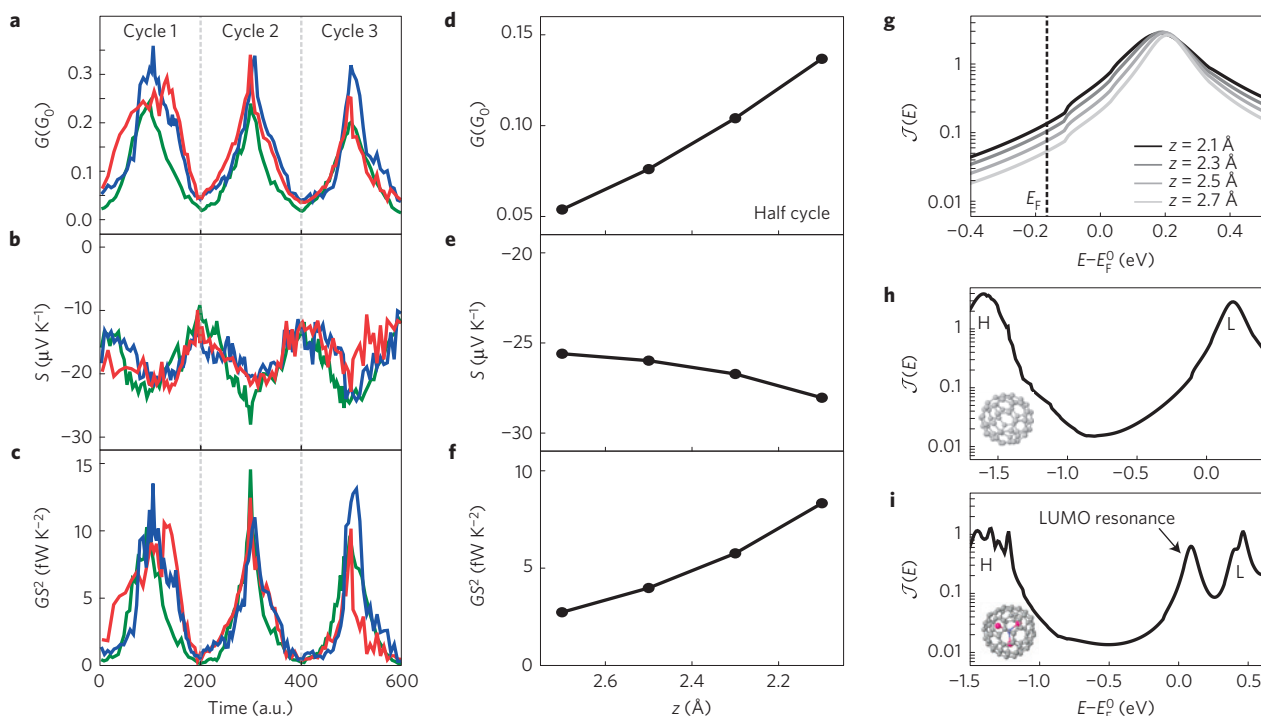 a
Cycle 1
Cycle 2
Cycle 3
G(G₀)
0.3
0.2
0.1
0.0
b
S (μV K⁻¹)
0
−10
−20
−30
c
GS² (fW K⁻²)
15
10
5
0
0
200
400
600
Time (a.u.)
d
G(G₀)
0.15
0.10
0.05
Half cycle
e
S (μV K⁻¹)
−20
−25
−30
f
GS² (fW K⁻²)
10
5
0
2.6
2.4
2.2
z (Å)
g
𝒯(E)
1
0.1
0.01
z = 2.1 Å
z = 2.3 Å
z = 2.5 Å
z = 2.7 Å
E_F
−0.4
−0.2
0.0
0.2
0.4
E−E⁰_F (eV)
h
𝒯(E)
1
0.1
0.01
H
L
−1.5
−1.0
−0.5
0.0
i
LUMO resonance
𝒯(E)
1
0.1
0.01
H
L
−1.5
−1.0
−0.5
0.0
0.5
E−E⁰_F (eV)